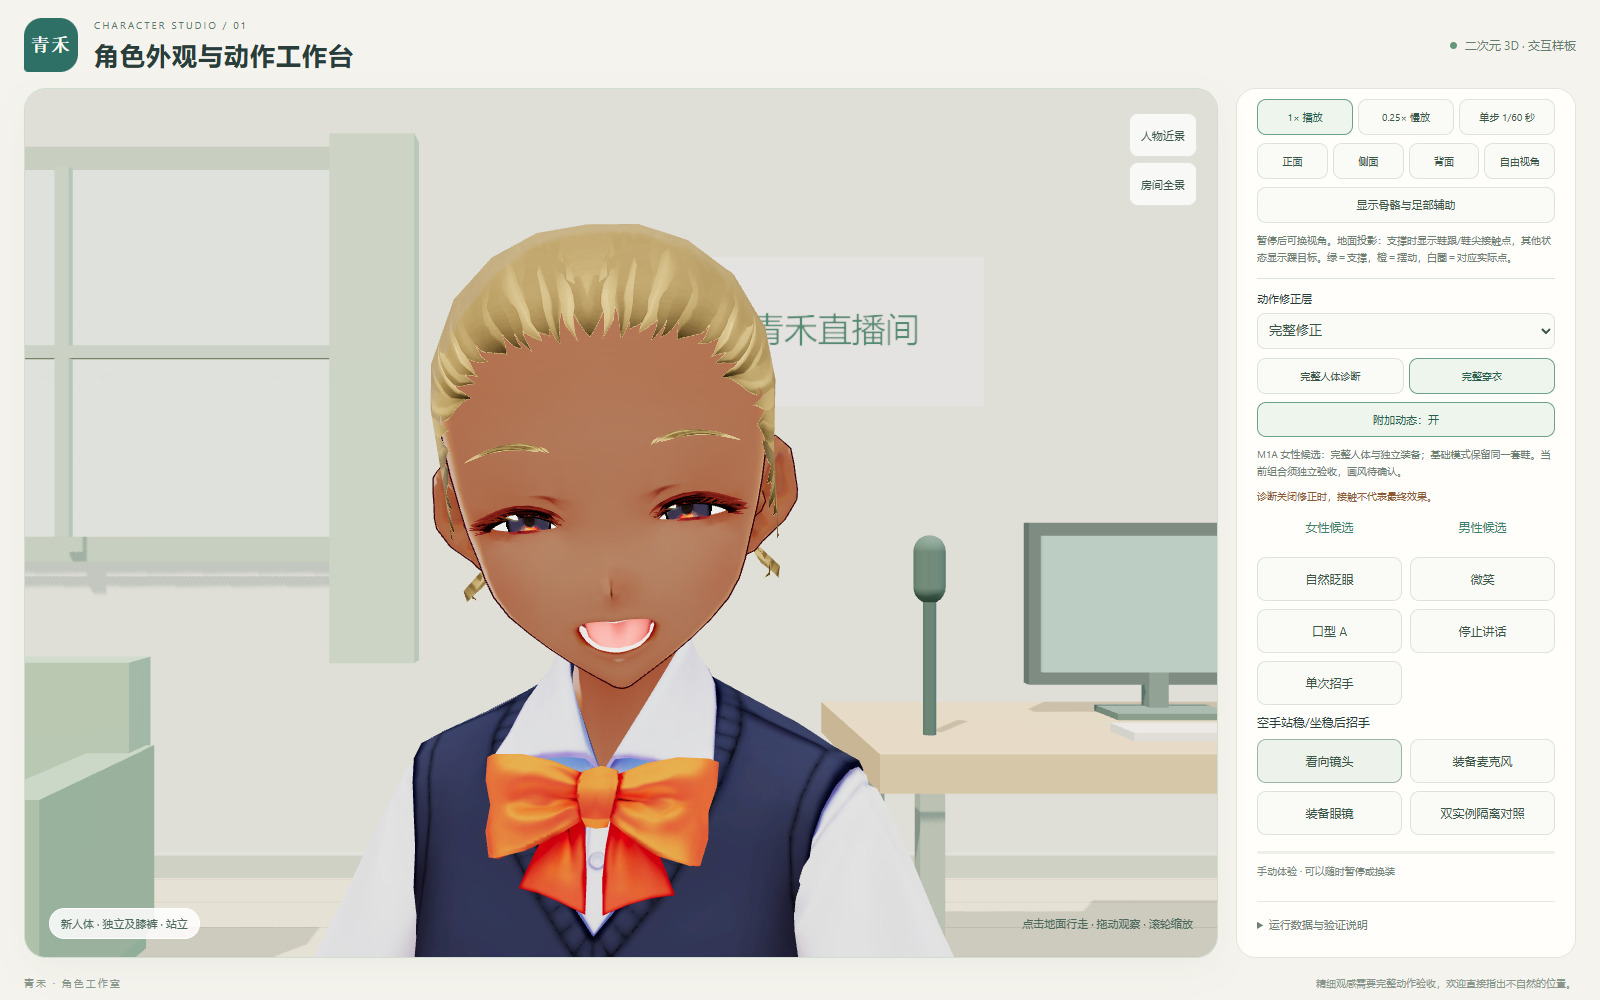 青禾
CHARACTER STUDIO / 01
角色外观与动作工作台
二次元 3D · 交互样板
人物近景
房间全景
青禾直播间
新人体 · 独立及膝裤 · 站立
点击地面行走 · 拖动观察 · 滚轮缩放
1× 播放
0.25× 慢放
单步 1/60 秒
正面
侧面
背面
自由视角
显示骨骼与足部辅助
暂停后可换视角。地面投影：支撑时显示鞋跟/鞋尖接触点，其他状
态显示踝目标。绿＝支撑，橙＝摆动，白圈＝对应实际点。
动作修正层
完整修正
完整人体诊断
完整穿衣
附加动态：开
M1A 女性候选：完整人体与独立装备；基础模式保留同一套鞋。当
前组合须独立验收，画风待确认。
诊断关闭修正时，接触不代表最终效果。
女性候选
男性候选
自然眨眼
微笑
口型 A
停止讲话
单次招手
空手站稳/坐稳后招手
看向镜头
装备麦克风
装备眼镜
双实例隔离对照
手动体验 · 可以随时暂停或换装
运行数据与验证说明
青禾 · 角色工作室
精细观感需要完整动作验收，欢迎直接指出不自然的位置。